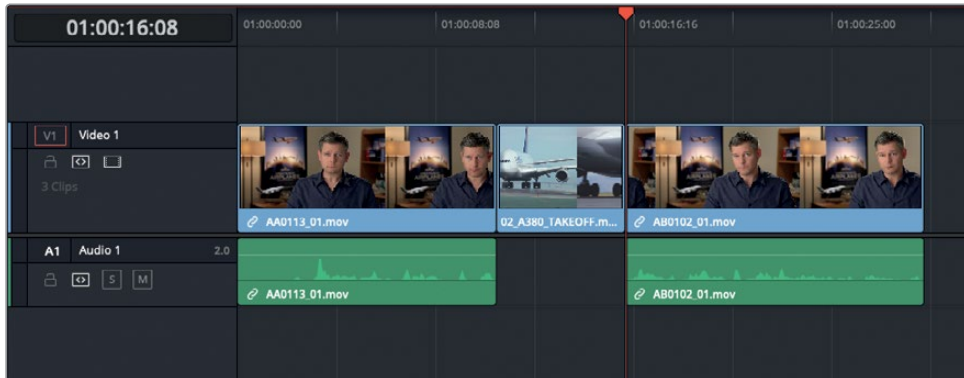 01:00:16:08
01:00:00:00
01:00:08:08
01:00:16:16
01:00:25:00
V1 Video 1
3 Clips
AA0113_01.mov
02_A380_TAKEOFF.m...
AB0102_01.mov
A1 Audio 1 2.0
S M
AA0113_01.mov
AB0102_01.mov